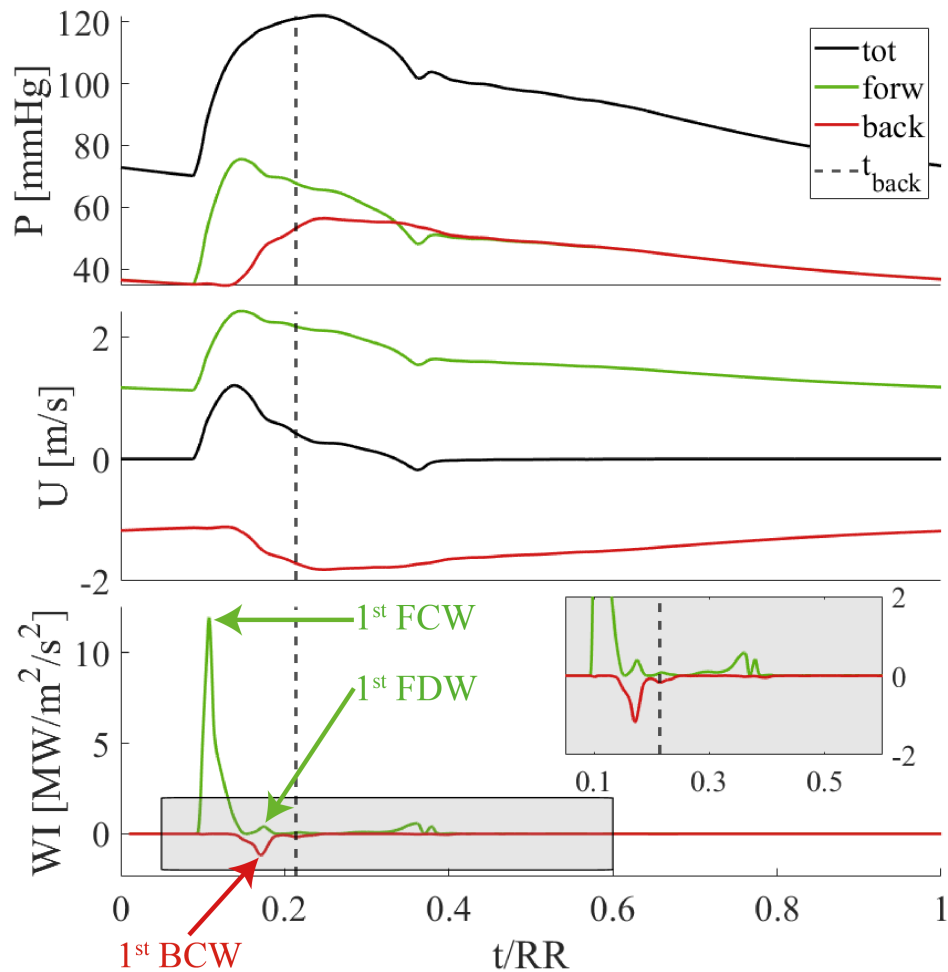 P [mmHg]
120
100
80
60
40
tot
forw
back
t_back
U [m/s]
2
0
-2
WI [MW/m²/s²]
10
5
0
1st FCW
1st FDW
1st BCW
2
0
-2
0.1 0.3 0.5
0 0.2 0.4 0.6 0.8 1
t/RR